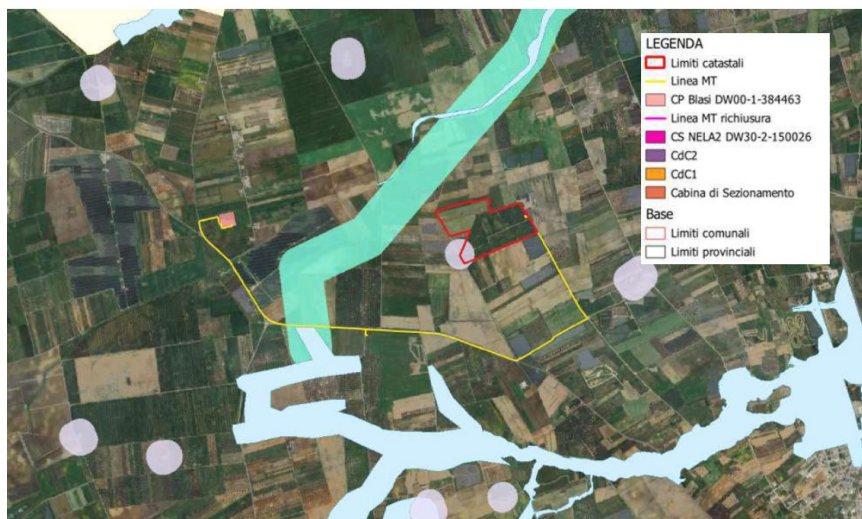 LEGENDA
Limiti catastali
Linea MT
CP Blasi DW00-1-384463
Linea MT richiusura
CS NELA2 DW30-2-150026
CdC2
CdC1
Cabina di Sezionamento
Base
Limiti comunali
Limiti provinciali